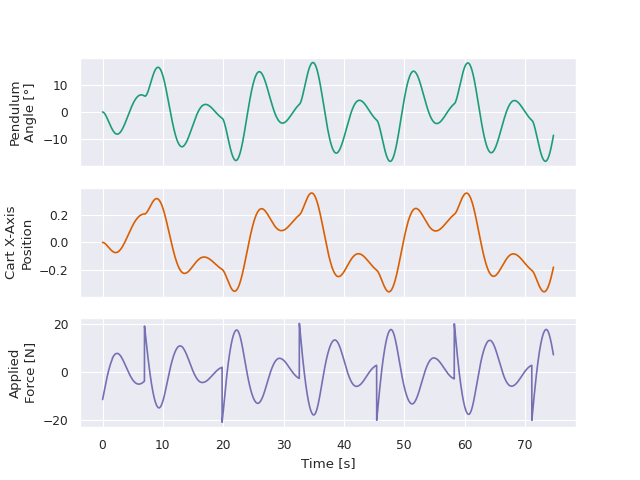 Pendulum
Angle [°]
10
0
−10
Cart X-Axis
Position
0.2
0.0
−0.2
Applied
Force [N]
20
0
−20
0
10
20
30
40
50
60
70
Time [s]